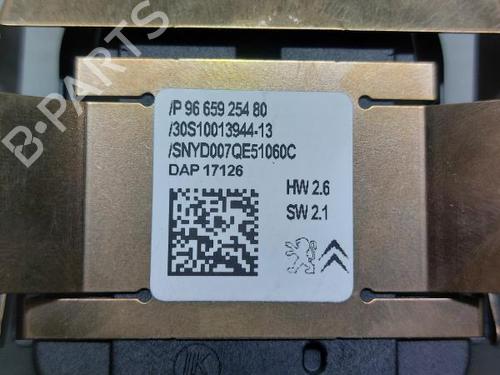 B-PARTS
/P 96 659 254 80
/30S10013944-13
/SNYD007QE51060C
DAP 17126
HW 2.6
SW 2.1